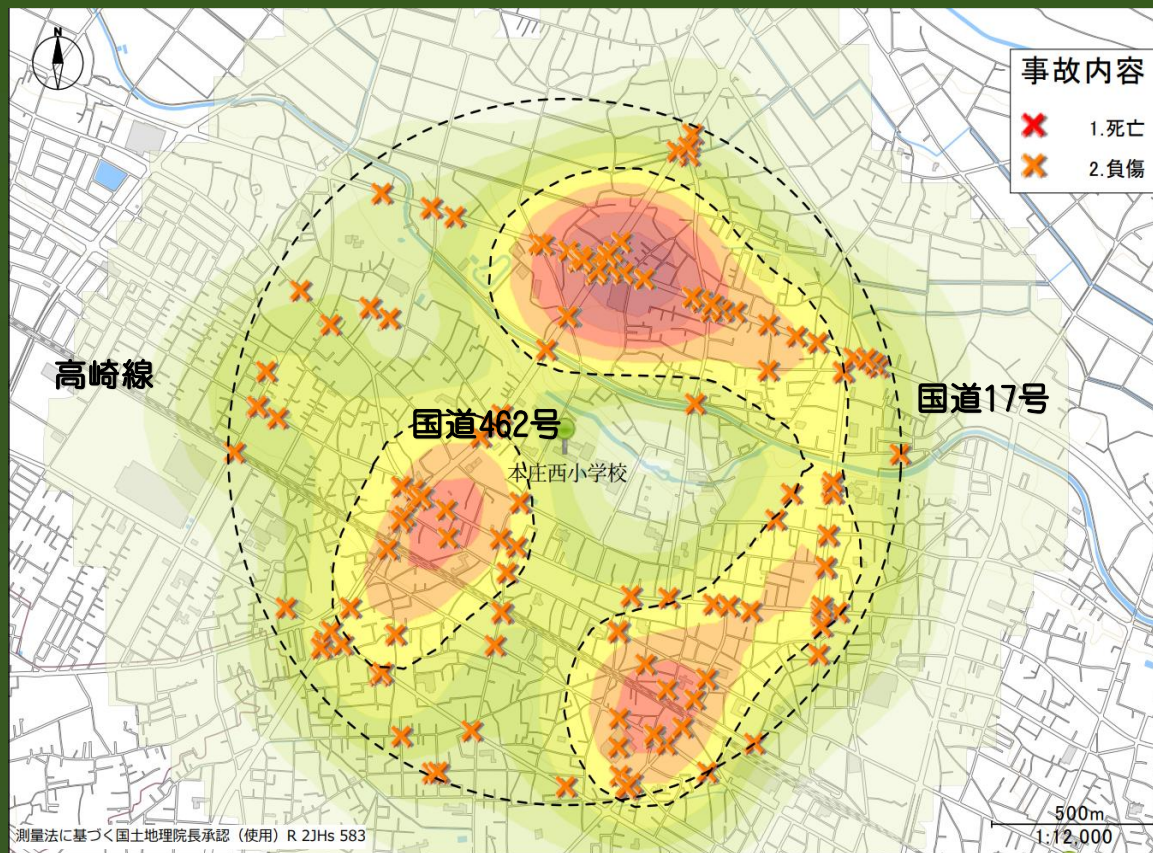 N
事故内容
1.死亡
2.負傷
高崎線
国道17号
国道462号
本庄西小学校
500m
1:12,000
測量法に基づく国土地理院長承認（使用）R 2JHs 583